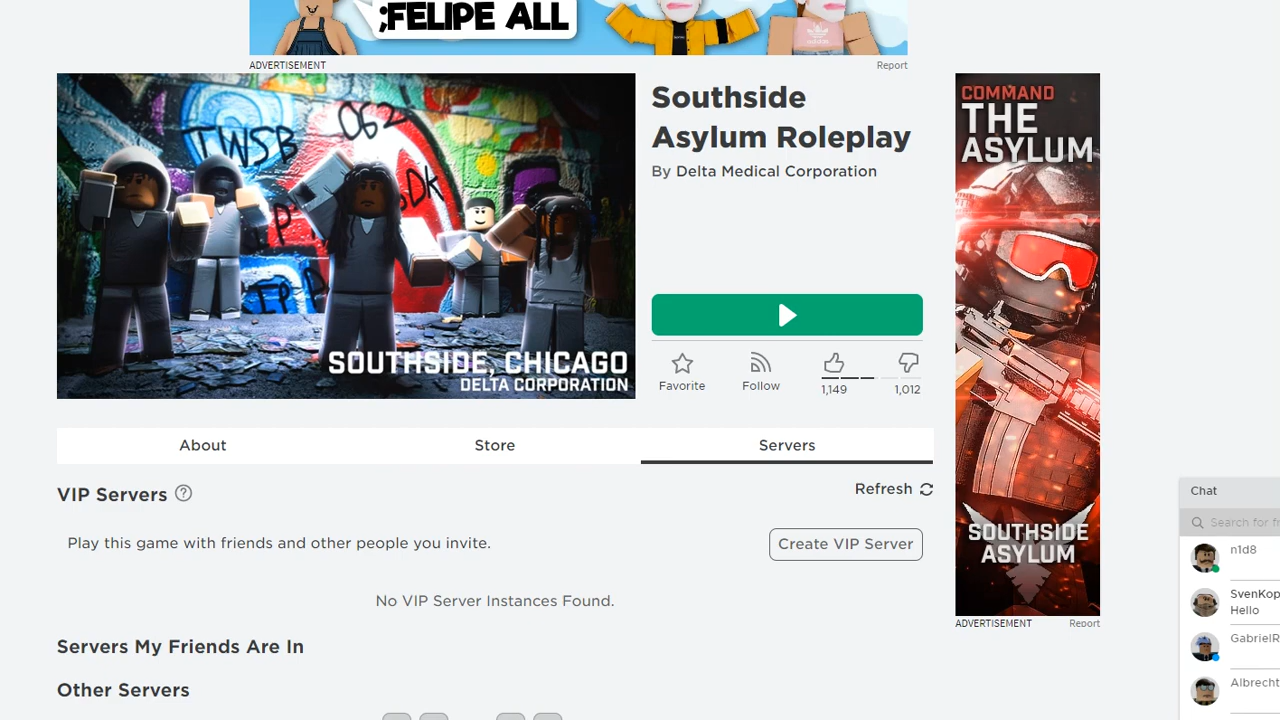 ;FELIPE ALL
ADVERTISEMENT
Report
TWSB
062
SOUTHSIDE, CHICAGO
DELTA CORPORATION
Southside
Asylum Roleplay
By Delta Medical Corporation
Favorite
Follow
1,149
1,012
COMMAND
THE
ASYLUM
SOUTHSIDE
ASYLUM
ADVERTISEMENT
Report
About
Store
Servers
VIP Servers
Refresh
Play this game with friends and other people you invite.
Create VIP Server
No VIP Server Instances Found.
Servers My Friends Are In
Other Servers
Chat
Search for fr
n1d8
SvenKop
Hello
GabrielR
Albrecht